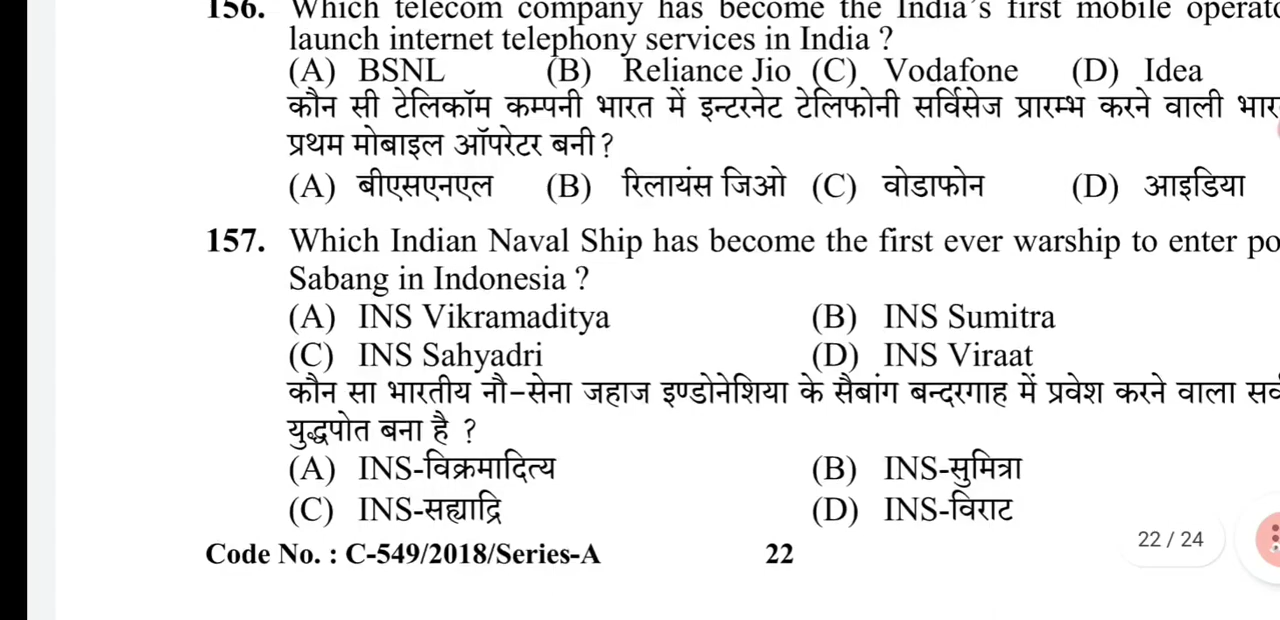 156. Which telecom company has become the India's first mobile
launch internet telephony services in India ?
(A) BSNL (B) Reliance Jio (C) Vodafone (D) Idea
कौन सी टेलिकॉम कम्पनी भारत में इन्टरनेट टेलिफोनी सर्विसेज प्रारम्भ करने वाली
प्रथम मोबाइल ऑपरेटर बनी ?
(A) बीएसएनएल (B) रिलायंस जिओ (C) वोडाफोन (D) आइडिया
157. Which Indian Naval Ship has become the first ever warship to enter
Sabang in Indonesia ?
(A) INS Vikramaditya (B) INS Sumitra
(C) INS Sahyadri (D) INS Viraat
कौन सा भारतीय नौ-सेना जहाज इण्डोनेशिया के सैबांग बन्दरगाह में प्रवेश करने वाला
युद्धपोत बना है ?
(A) INS-विक्रमादित्य (B) INS-सुमित्रा
(C) INS-सह्याद्रि (D) INS-विराट
Code No. : C-549/2018/Series-A 22
22 / 24